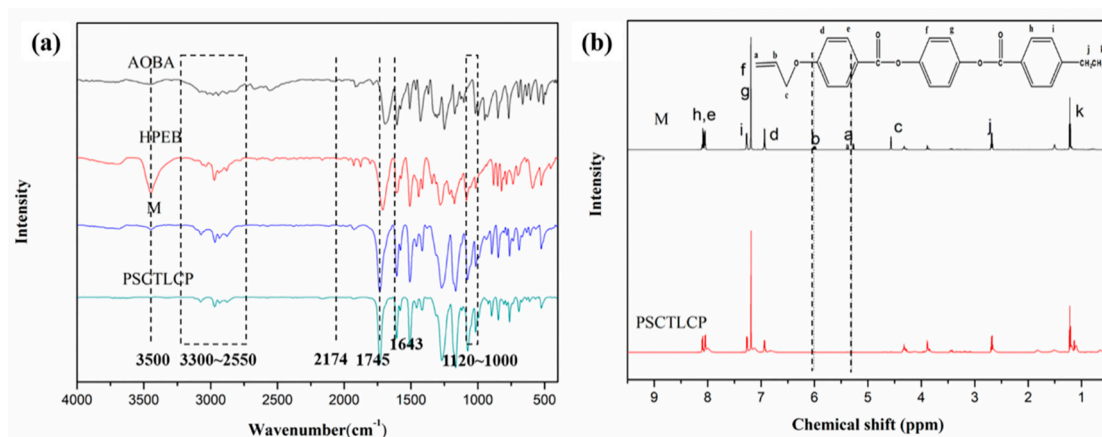 (a)
AOBA
HPEB
M
PSCTLCP
3500
3300~2550
2174
1745
1643
1120~1000
4000 3500 3000 2500 2000 1500 1000 500
Wavenumber(cm⁻¹)
Intensity
(b)
d e f g h i
a b O O O O O j
c CH₂CH
f
g
M h,e i d b a c j k
PSCTLCP
9 8 7 6 5 4 3 2 1
Chemical shift (ppm)
Intensity